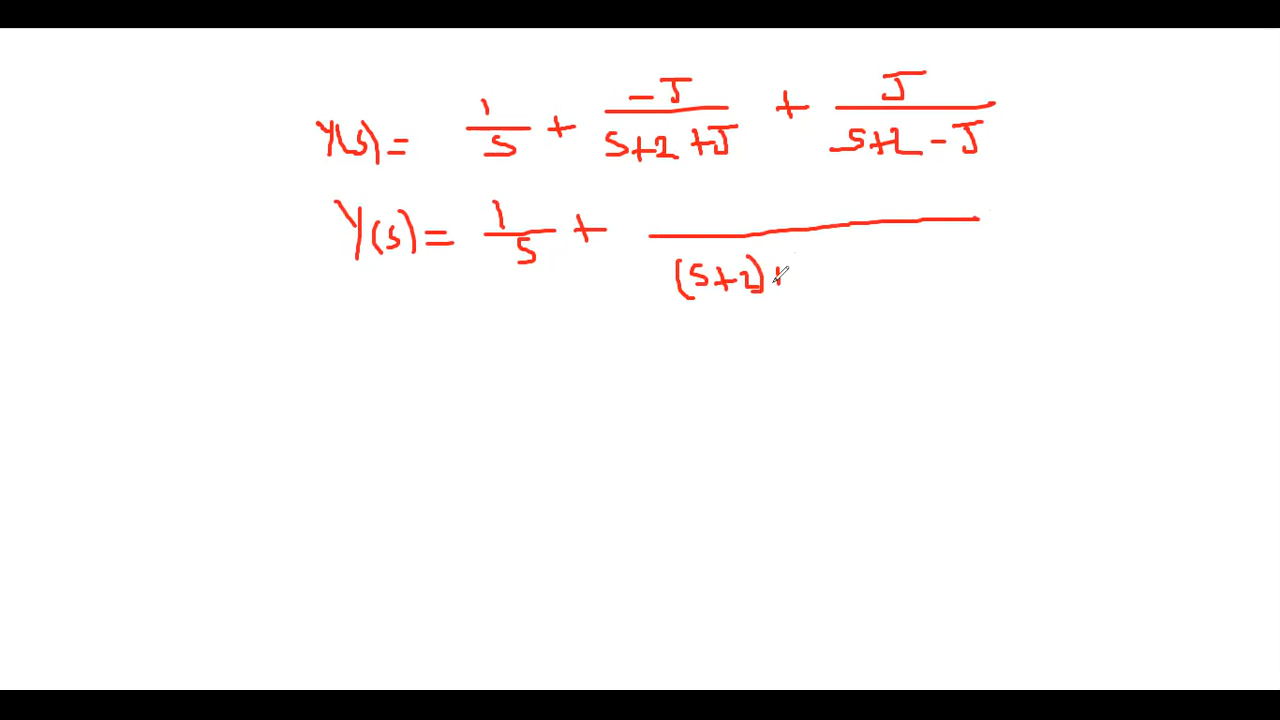 Y(s) = 1/s + -J/(s+2+J) + J/(s+2-J)
Y(s) = 1/s + /(s+2)+